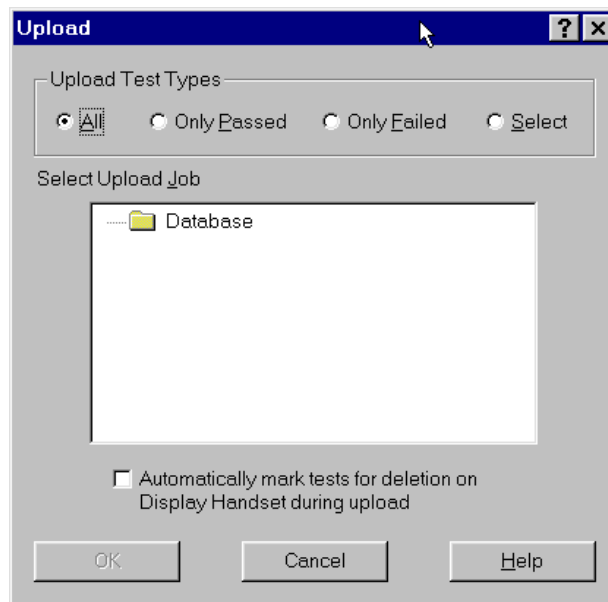 Upload
Upload Test Types
All Only Passed Only Failed Select
Select Upload Job
Database
Automatically mark tests for deletion on
Display Handset during upload
OK Cancel Help